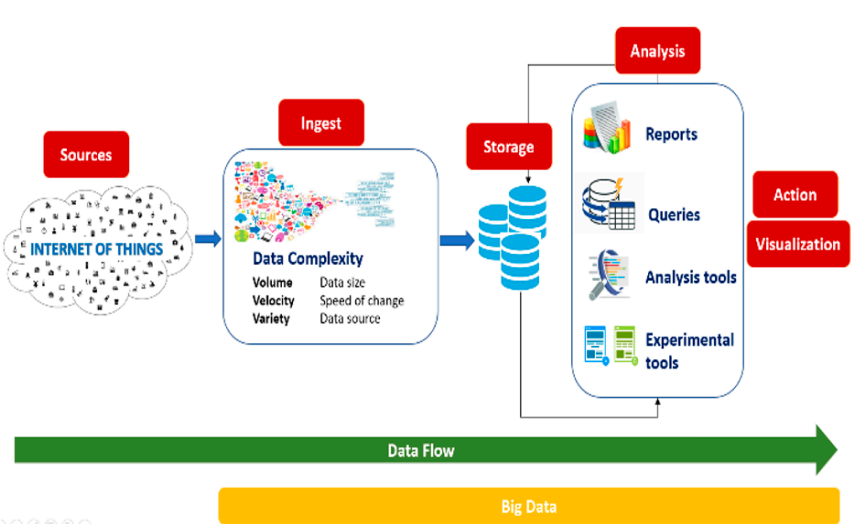 Sources
INTERNET OF THINGS
Ingest
Data Complexity
Volume Data size
Velocity Speed of change
Variety Data source
Storage
Analysis
Reports
Queries
Analysis tools
Experimental
tools
Action
Visualization
Data Flow
Big Data